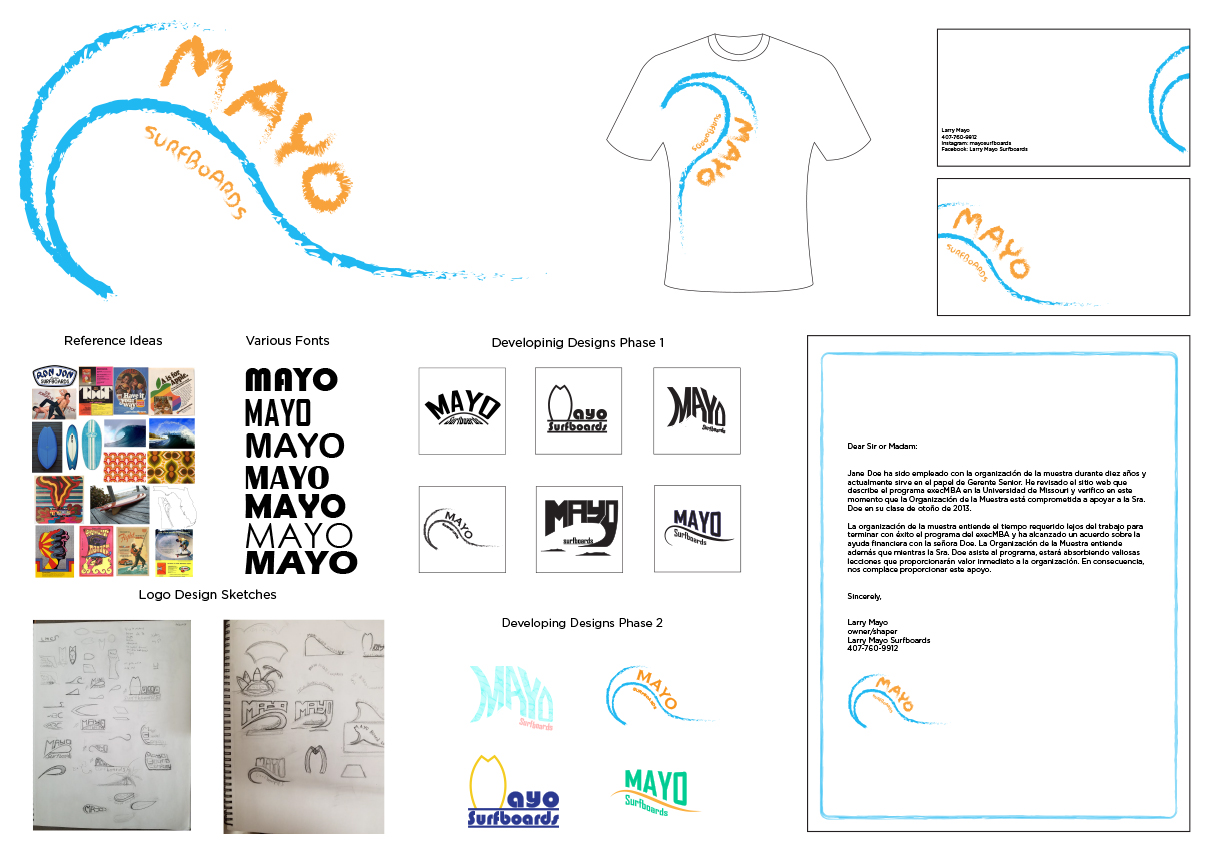 MAYO
SURFBOARDS
MAYO
SURFBOARDS
Larry Mayo
407-760-9912
Instagram: mayosurfboards
Facebook: Larry Mayo Surfboards
MAYO
SURFBOARDS
Reference Ideas
Various Fonts
Developinig Designs Phase 1
RON JON
SURFBOARDS
A is for
Apple.
Have it
your
way
MAYO
MAYO
MAYO
MAYO
MAYO
MAYO
MAYO
MAYO
Surfboards
Mayo
Surfboards
MAYO
Surfboards
MAYO
MAYO
surfboards
MAYO
Surfboards
Logo Design Sketches
MAYO
MAYO
Developing Designs Phase 2
MAYO
Surfboards
MAYO
SURFBOARDS
Mayo
Surfboards
MAYO
Surfboards
Dear Sir or Madam:
Jane Doe ha sido empleado con la organización de la muestra durante diez años y
actualmente sirve en el papel de Gerente Senior. He revisado el sitio web que
describe el programa execMBA en la Universidad de Missouri y verifico en este
momento que la Organización de la Muestra está comprometida a apoyar a la Sra.
Doe en su clase de otoño de 2013.
La organización de la muestra entiende el tiempo requerido lejos del trabajo para
terminar con éxito el programa del execMBA y ha alcanzado un acuerdo sobre la
ayuda financiera con la señora Doe. La Organización de la Muestra entiende
además que mientras la Sra. Doe asiste al programa, estará absorbiendo valiosas
lecciones que proporcionarán valor inmediato a la organización. En consecuencia,
nos complace proporcionar este apoyo.
Sincerely,
Larry Mayo
owner/shaper
Larry Mayo Surfboards
407-760-9912
MAYO
SURFBOARDS